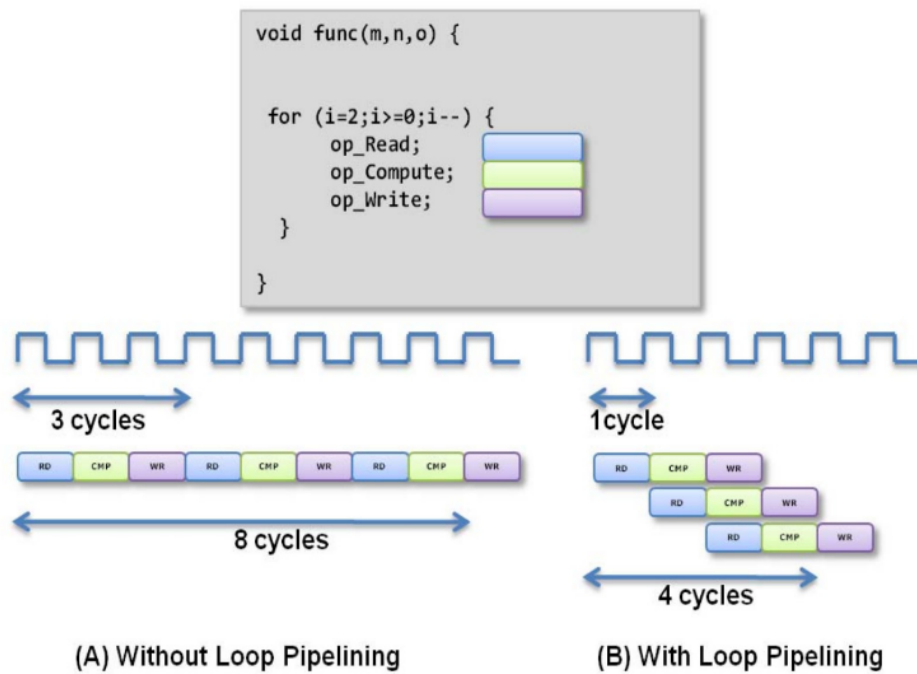 void func(m,n,o) {
for (i=2;i>=0;i--) {
op_Read;
op_Compute;
op_Write;
}
}
3 cycles
RD CMP WR RD CMP WR RD CMP WR
8 cycles
(A) Without Loop Pipelining
1cycle
RD CMP WR
RD CMP WR
RD CMP WR
4 cycles
(B) With Loop Pipelining